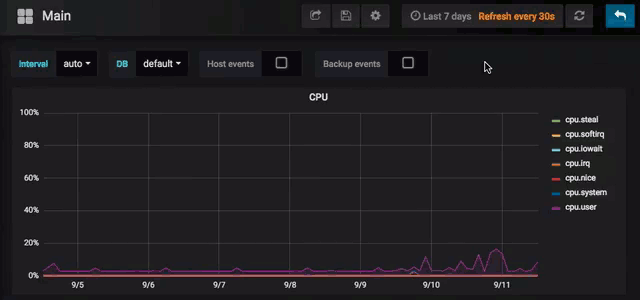 Main
Last 7 days Refresh every 30s
Interval auto DB default Host events Backup events
CPU
100%
80%
60%
40%
20%
0%
9/5 9/6 9/7 9/8 9/9 9/10 9/11
cpu.steal
cpu.softirq
cpu.iowait
cpu.irq
cpu.nice
cpu.system
cpu.user